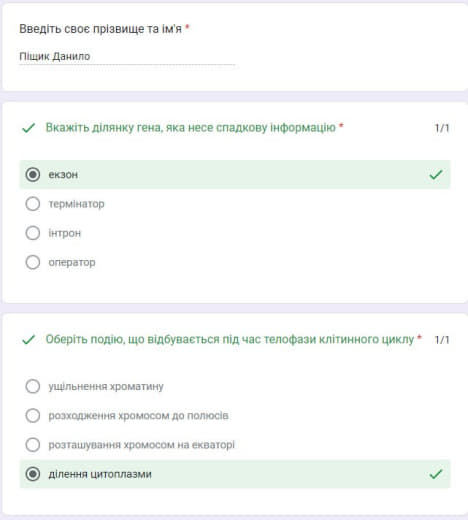 Введіть своє прізвище та ім'я *
Піщик Данило
Вкажіть ділянку гена, яка несе спадкову інформацію * 1/1
екзон
термінатор
інтрон
оператор
Оберіть подію, що відбувається під час телофази клітинного циклу * 1/1
ущільнення хроматину
розходження хромосом до полюсів
розташування хромосом на екваторі
ділення цитоплазми